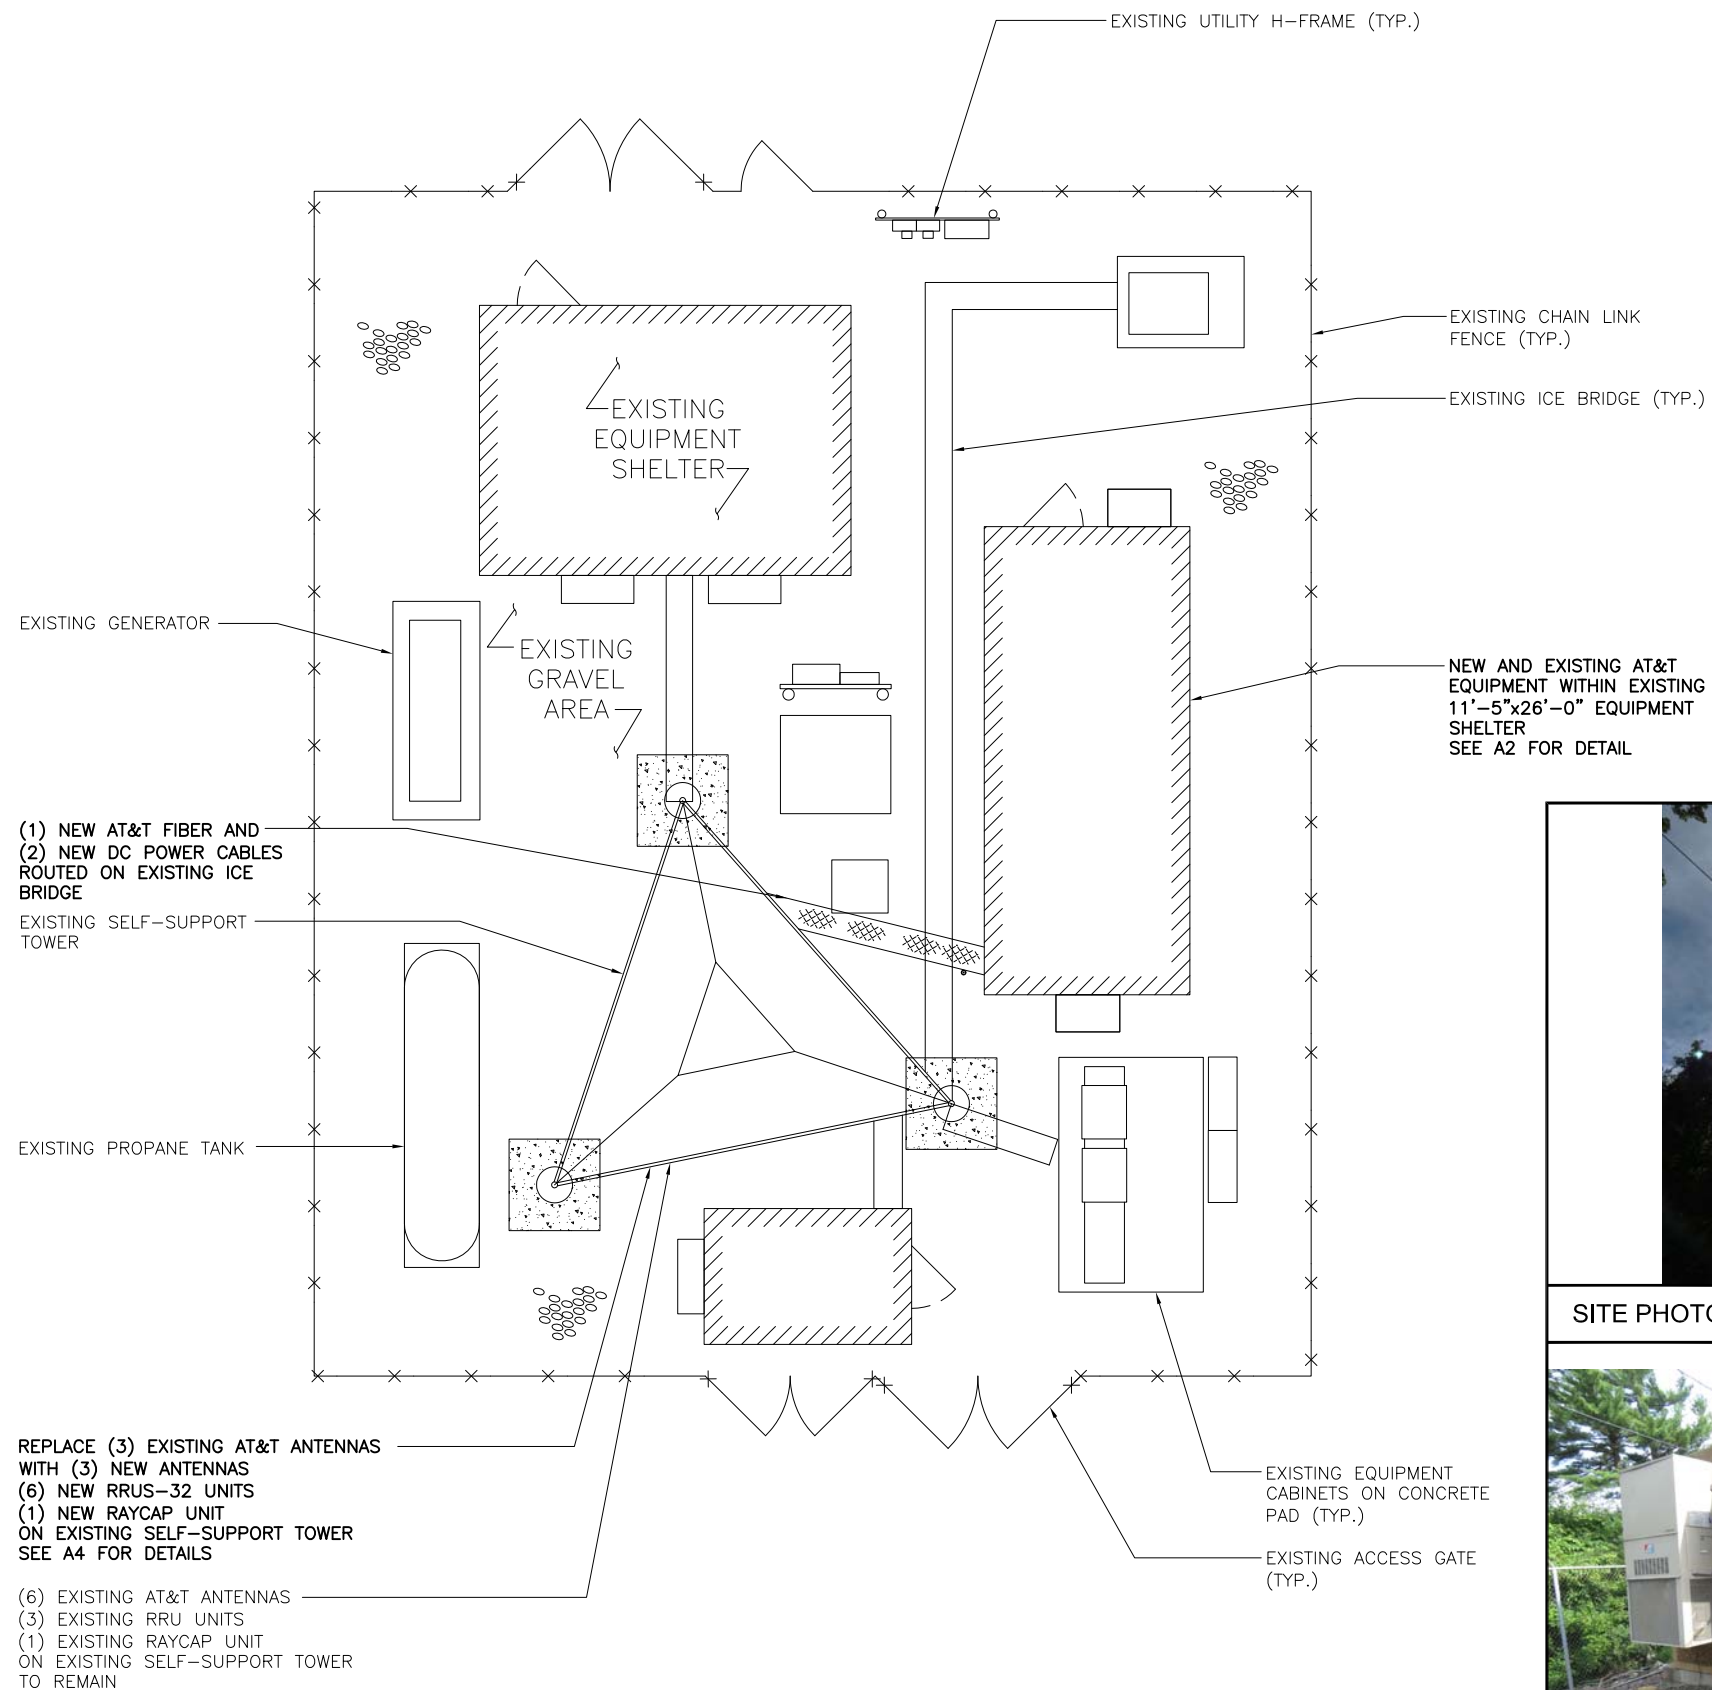 EXISTING UTILITY H-FRAME (TYP.)
EXISTING CHAIN LINK
FENCE (TYP.)
EXISTING ICE BRIDGE (TYP.)
EXISTING
EQUIPMENT
SHELTER
EXISTING GENERATOR
EXISTING
GRAVEL
AREA
NEW AND EXISTING AT&T
EQUIPMENT WITHIN EXISTING
11'-5"x26'-0" EQUIPMENT
SHELTER
SEE A2 FOR DETAIL
(1) NEW AT&T FIBER AND
(2) NEW DC POWER CABLES
ROUTED ON EXISTING ICE
BRIDGE
EXISTING SELF-SUPPORT
TOWER
EXISTING PROPANE TANK
SITE PHOTO
REPLACE (3) EXISTING AT&T ANTENNAS
WITH (3) NEW ANTENNAS
(6) NEW RRUS-32 UNITS
(1) NEW RAYCAP UNIT
ON EXISTING SELF-SUPPORT TOWER
SEE A4 FOR DETAILS
(6) EXISTING AT&T ANTENNAS
(3) EXISTING RRU UNITS
(1) EXISTING RAYCAP UNIT
ON EXISTING SELF-SUPPORT TOWER
TO REMAIN
EXISTING EQUIPMENT
CABINETS ON CONCRETE
PAD (TYP.)
EXISTING ACCESS GATE
(TYP.)